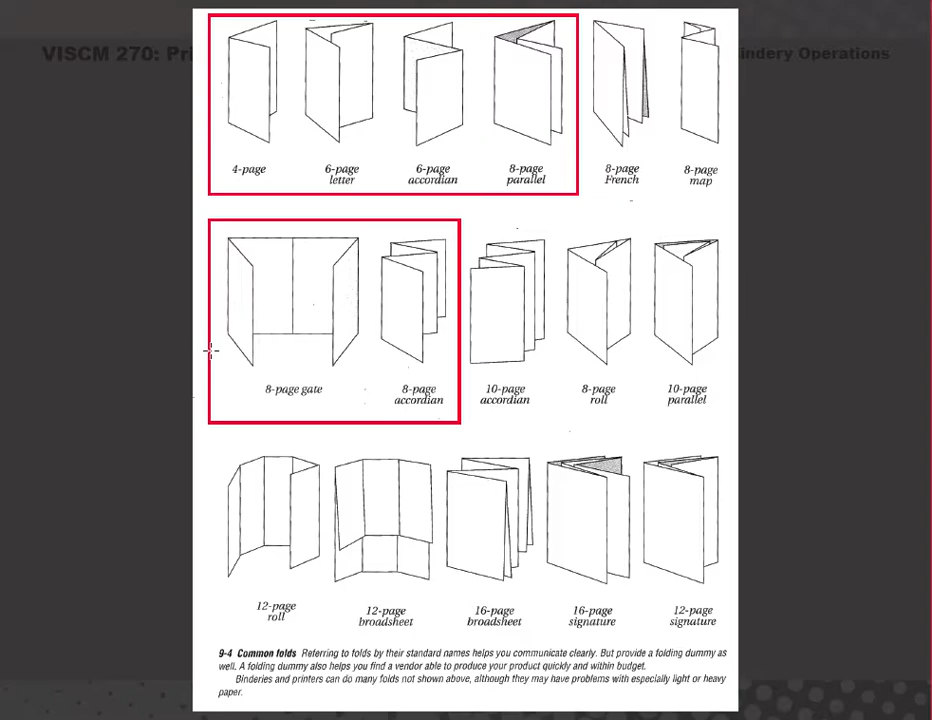 VISCM 270: Pri
indery Operations
4-page
6-page
letter
6-page
accordian
8-page
parallel
8-page
French
8-page
map
8-page gate
8-page
accordian
10-page
accordian
8-page
roll
10-page
parallel
12-page
roll
12-page
broadsheet
16-page
broadsheet
16-page
signature
12-page
signature
9-4 Common folds Referring to folds by their standard names helps you communicate clearly. But provide a folding dummy as
well. A folding dummy also helps you find a vendor able to produce your product quickly and within budget.
Binderies and printers can do many folds not shown above, although they may have problems with especially light or heavy
paper.